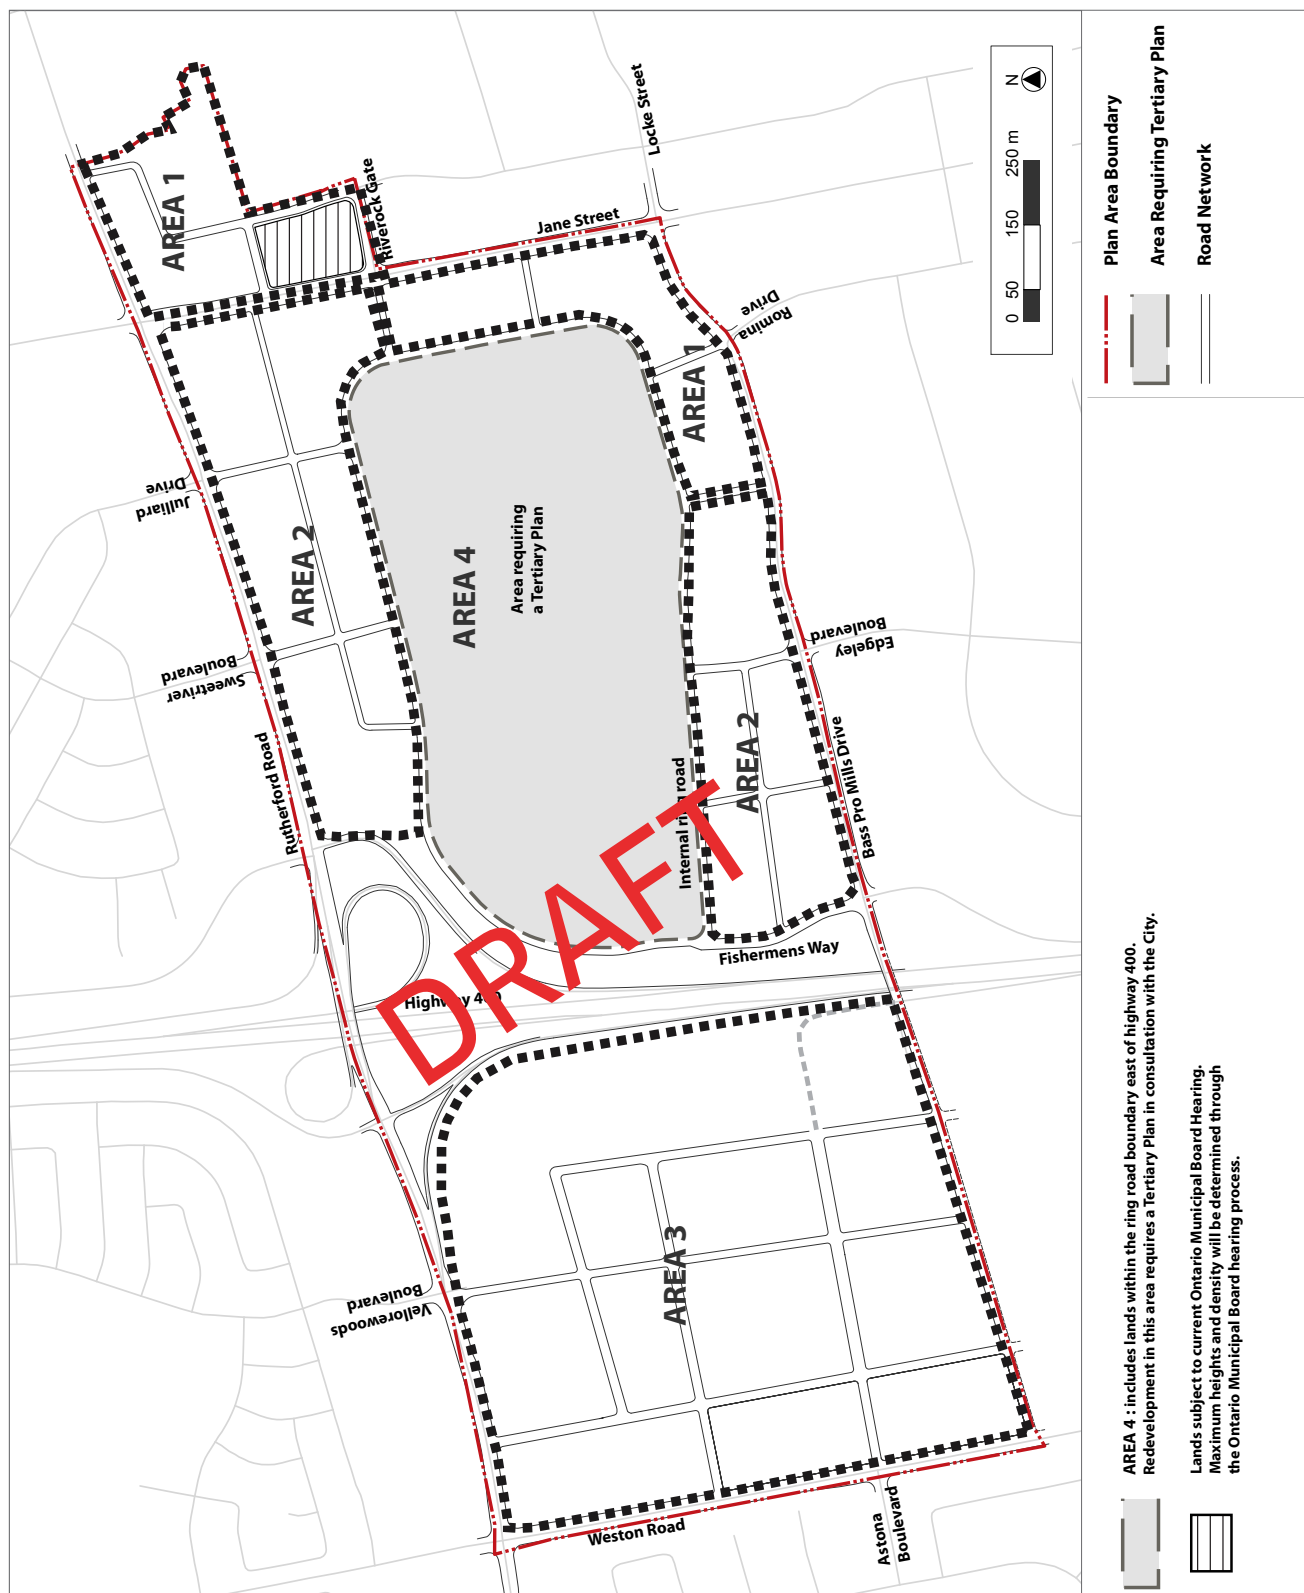 AREA 1
Riverock Gate
Jane Street
Locke Street
Romina
Drive
AREA 1
Julliard
Drive
AREA 2
AREA 4
Area requiring
a Tertiary Plan
Sweetriver
Boulevard
Edgeley
Boulevard
Rutherford Road
Internal ring road
AREA 2
Bass Pro Mills Drive
Fishermens Way
Highway 400
DRAFT
AREA 3
Vellorewoods
Boulevard
Weston Road
Astona
Boulevard
0 50 150 250 m
N
Plan Area Boundary
Area Requiring Tertiary Plan
Road Network
AREA 4 : includes lands within the ring road boundary east of highway 400.
Redevelopment in this area requires a Tertiary Plan in consultation with the City.
Lands subject to current Ontario Municipal Board Hearing.
Maximum heights and density will be determined through
the Ontario Municipal Board hearing process.